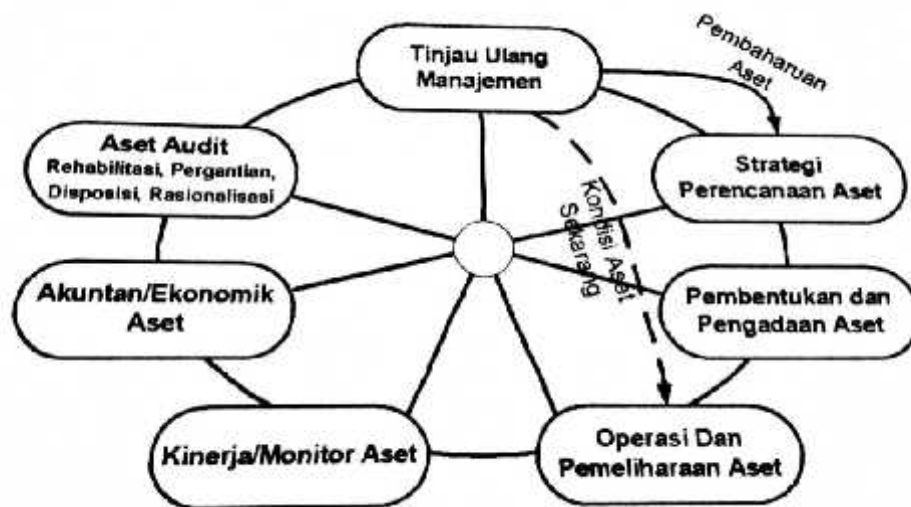 Tinjau Ulang
Manajemen
Pembaharuan
Aset
Aset Audit
Rehabilitasi, Pergantian,
Disposisi, Rasionalisasi
Strategi
Perencanaan Aset
Kondisi Aset
Sekarang
Akuntan/Ekonomik
Aset
Pembentukan dan
Pengadaan Aset
Kinerja/Monitor Aset
Operasi Dan
Pemeliharaan Aset